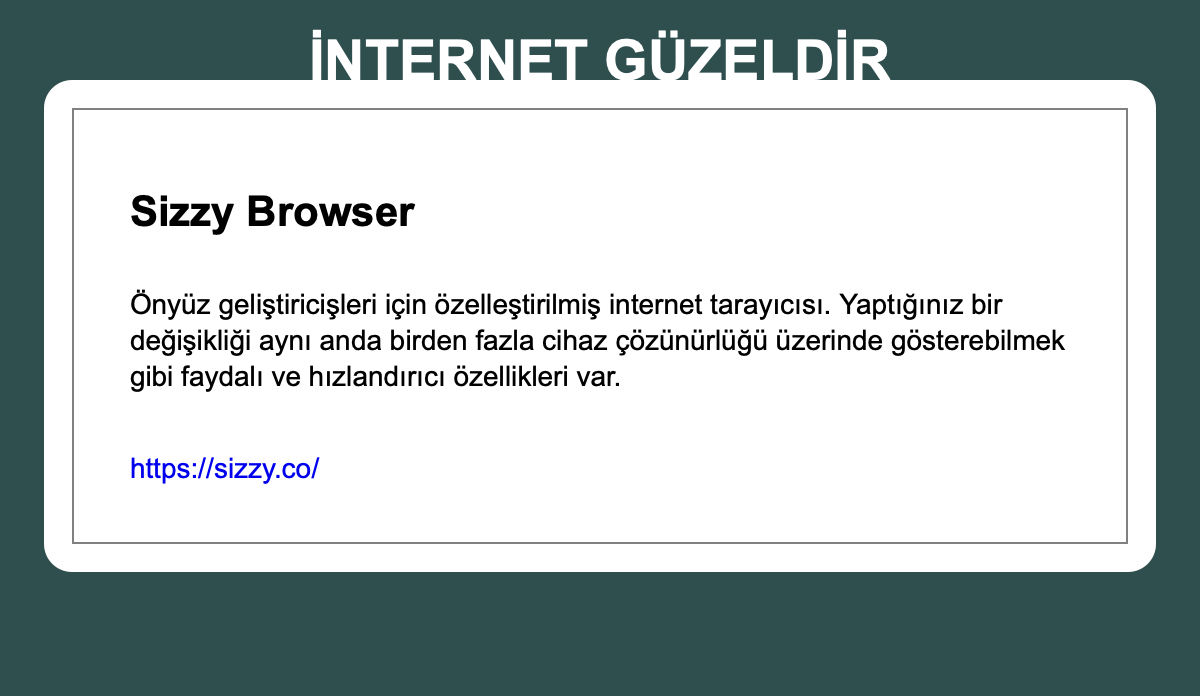 İNTERNET GÜZELDİR
Sizzy Browser
Önyüz geliştiricişleri için özelleştirilmiş internet tarayıcısı. Yaptığınız bir
değişikliği aynı anda birden fazla cihaz çözünürlüğü üzerinde gösterebilmek
gibi faydalı ve hızlandırıcı özellikleri var.
https://sizzy.co/